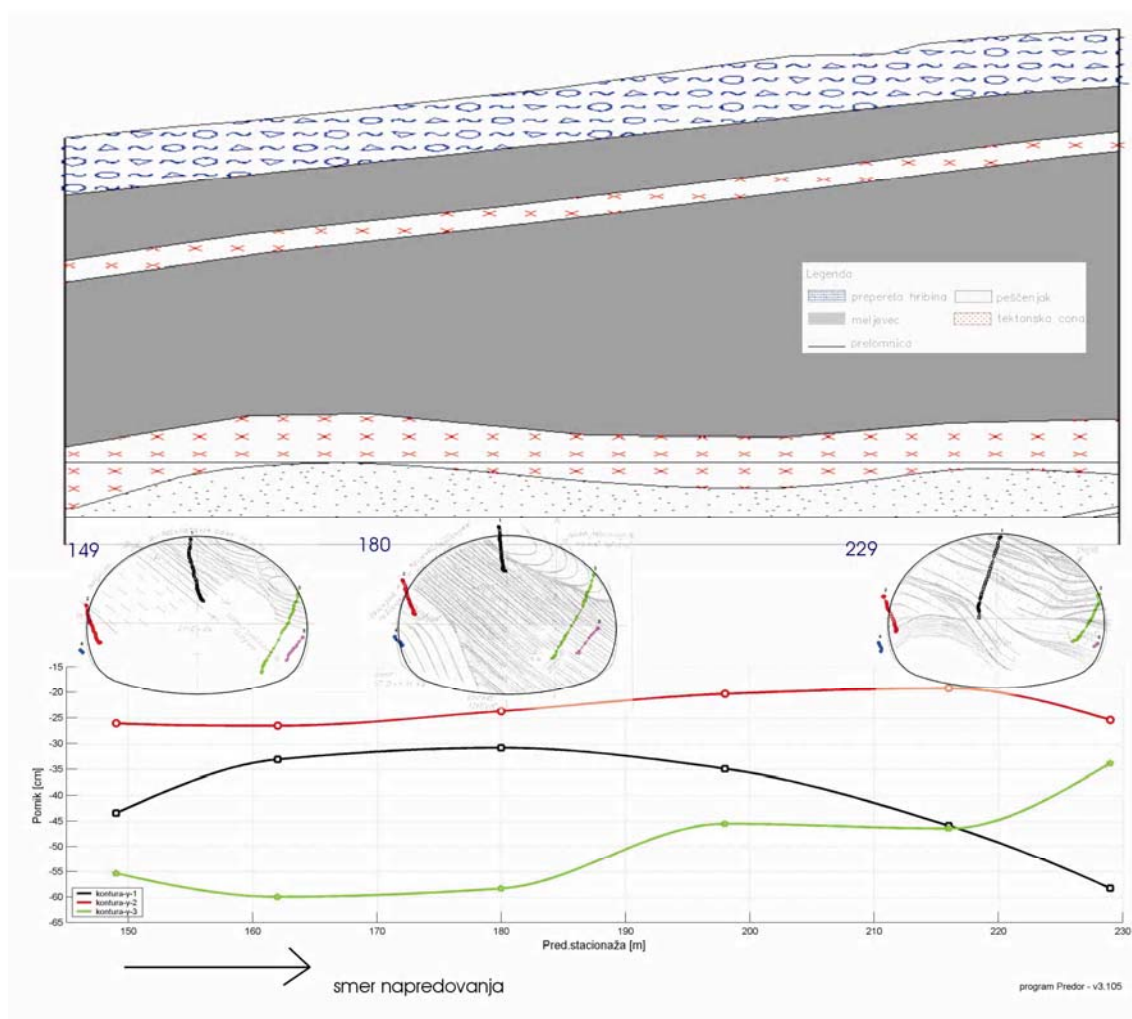 Legenda
prepereta hribina
peščenjak
meljevec
tektonska cona
prelomnica
149
180
229
-15
-20
-25
-30
-35
-40
-45
-50
-55
-60
-65
Pomik [cm]
kontura-y-1
kontura-y-2
kontura-y-3
150 160 170 180 190 200 210 220 230
Pred.stacionaža [m]
smer napredovanja
program Predor - v3.105